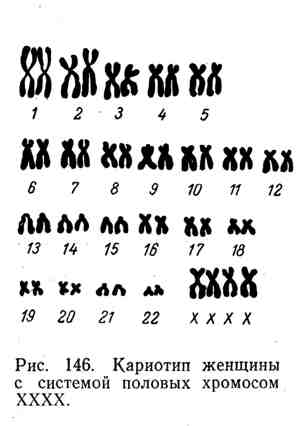 1 2 3 4 5
6 7 8 9 10 11 12
13 14 15 16 17 18
19 20 21 22 X X X X
Рис. 146. Кариотип женщины
с системой половых хромосом
XXXX.